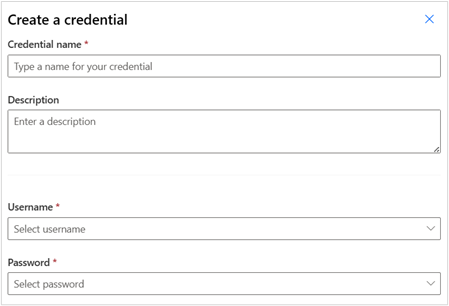 Create a credential
Credential name *
Type a name for your credential
Description
Enter a description
Username *
Select username
Password *
Select password